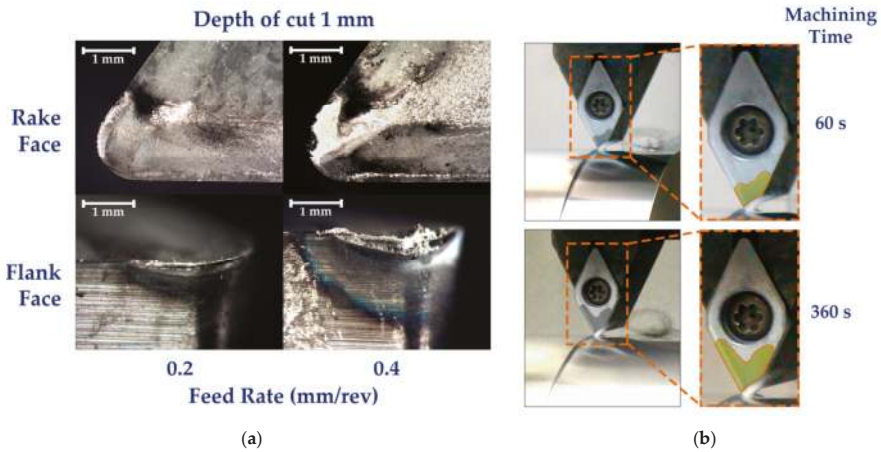 Depth of cut 1 mm
1 mm
1 mm
Rake
Face
1 mm
1 mm
Flank
Face
0.2
0.4
Feed Rate (mm/rev)
(a)
Machining
Time
60 s
360 s
(b)